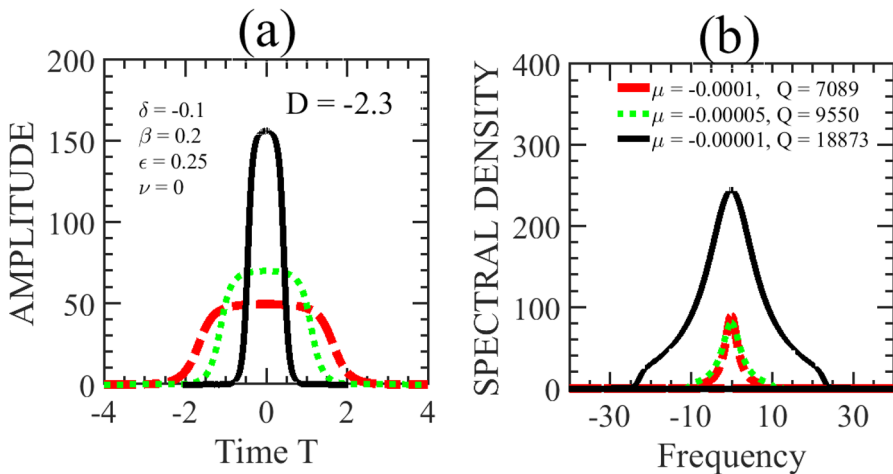 (a)
200
150
100
50
0
-4
-2
0
2
4
AMPLITUDE
Time T
δ = -0.1
β = 0.2
ϵ = 0.25
ν = 0
D = -2.3
(b)
400
300
200
100
0
-30
-10
10
30
SPECTRAL DENSITY
Frequency
μ = -0.0001, Q = 7089
μ = -0.00005, Q = 9550
μ = -0.00001, Q = 18873